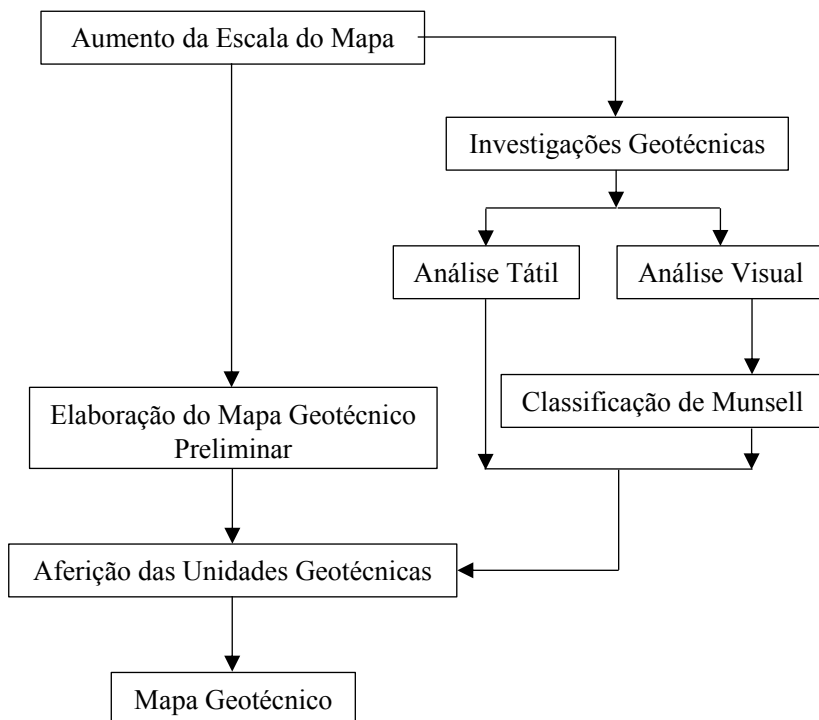 Aumento da Escala do Mapa
Investigações Geotécnicas
Análise Tátil
Análise Visual
Elaboração do Mapa Geotécnico
Preliminar
Classificação de Munsell
Aferição das Unidades Geotécnicas
Mapa Geotécnico